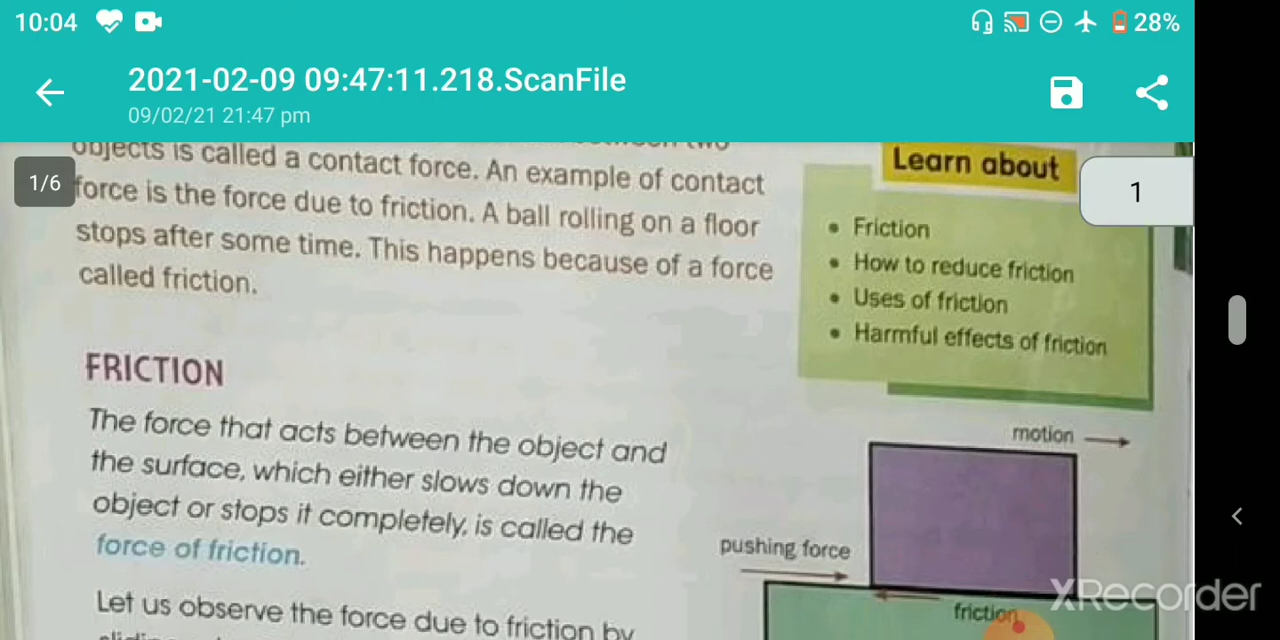 10:04
28%
2021-02-09 09:47:11.218.ScanFile
09/02/21 21:47 pm
1/6
1
two
objects is called a contact force. An example of contact
force is the force due to friction. A ball rolling on a floor
stops after some time. This happens because of a force
called friction.
Learn about
• Friction
• How to reduce friction
• Uses of friction
• Harmful effects of friction
FRICTION
The force that acts between the object and
the surface, which either slows down the
object or stops it completely, is called the
force of friction.
Let us observe the force due to friction by
motion
pushing force
friction
XRecorder